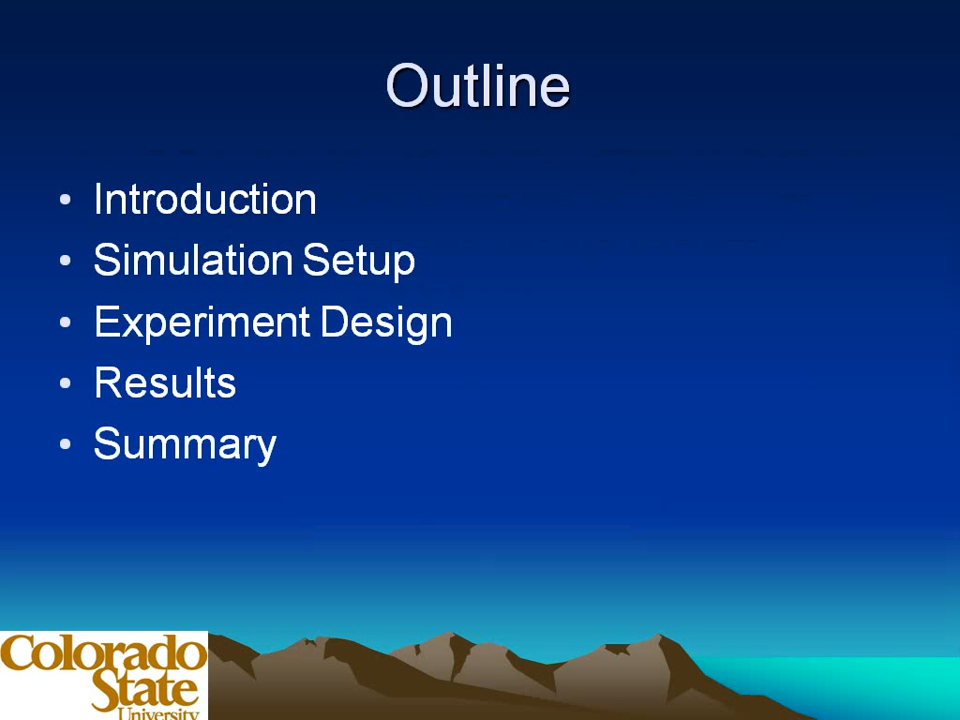 Outline
• Introduction
• Simulation Setup
• Experiment Design
• Results
• Summary
Colorado
State
University